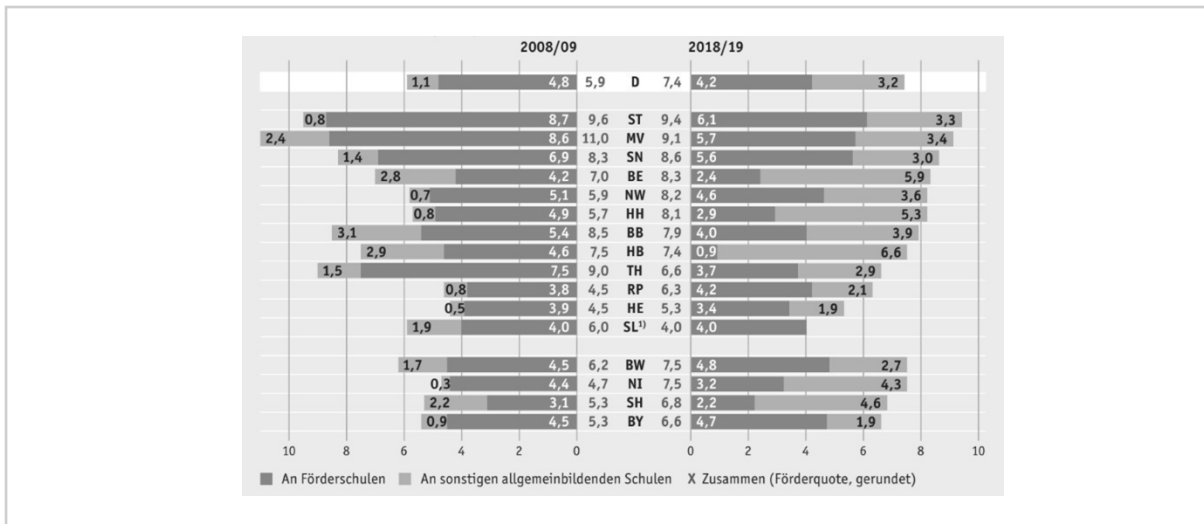 2008/09 2018/19
1,1 4,8 5,9 D 7,4 4,2 3,2
0,8 8,7 9,6 ST 9,4 6,1 3,3
2,4 8,6 11,0 MV 9,1 5,7 3,4
1,4 6,9 8,3 SN 8,6 5,6 3,0
2,8 4,2 7,0 BE 8,3 2,4 5,9
0,7 5,1 5,9 NW 8,2 4,6 3,6
0,8 4,9 5,7 HH 8,1 2,9 5,3
3,1 5,4 8,5 BB 7,9 4,0 3,9
2,9 4,6 7,5 HB 7,4 0,9 6,6
1,5 7,5 9,0 TH 6,6 3,7 2,9
0,8 3,8 4,5 RP 6,3 4,2 2,1
0,5 3,9 4,5 HE 5,3 3,4 1,9
1,9 4,0 6,0 SL¹⁾ 4,0 4,0
1,7 4,5 6,2 BW 7,5 4,8 2,7
0,3 4,4 4,7 NI 7,5 3,2 4,3
2,2 3,1 5,3 SH 6,8 2,2 4,6
0,9 4,5 5,3 BY 6,6 4,7 1,9
10 8 6 4 2 0 0 2 4 6 8 10
An Förderschulen An sonstigen allgemeinbildenden Schulen X Zusammen (Förderquote, gerundet)